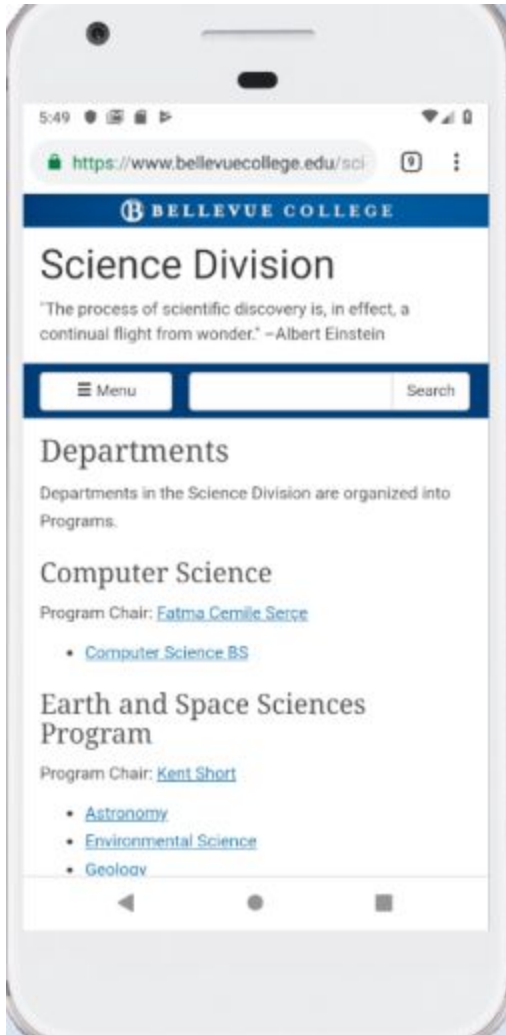 5:49
https://www.bellevuecollege.edu/sci
9
BELLEVUE COLLEGE
Science Division
"The process of scientific discovery is, in effect, a
continual flight from wonder." –Albert Einstein
Menu
Search
Departments
Departments in the Science Division are organized into
Programs.
Computer Science
Program Chair: Fatma Cemile Serçe
Computer Science BS
Earth and Space Sciences
Program
Program Chair: Kent Short
Astronomy
Environmental Science
Geology